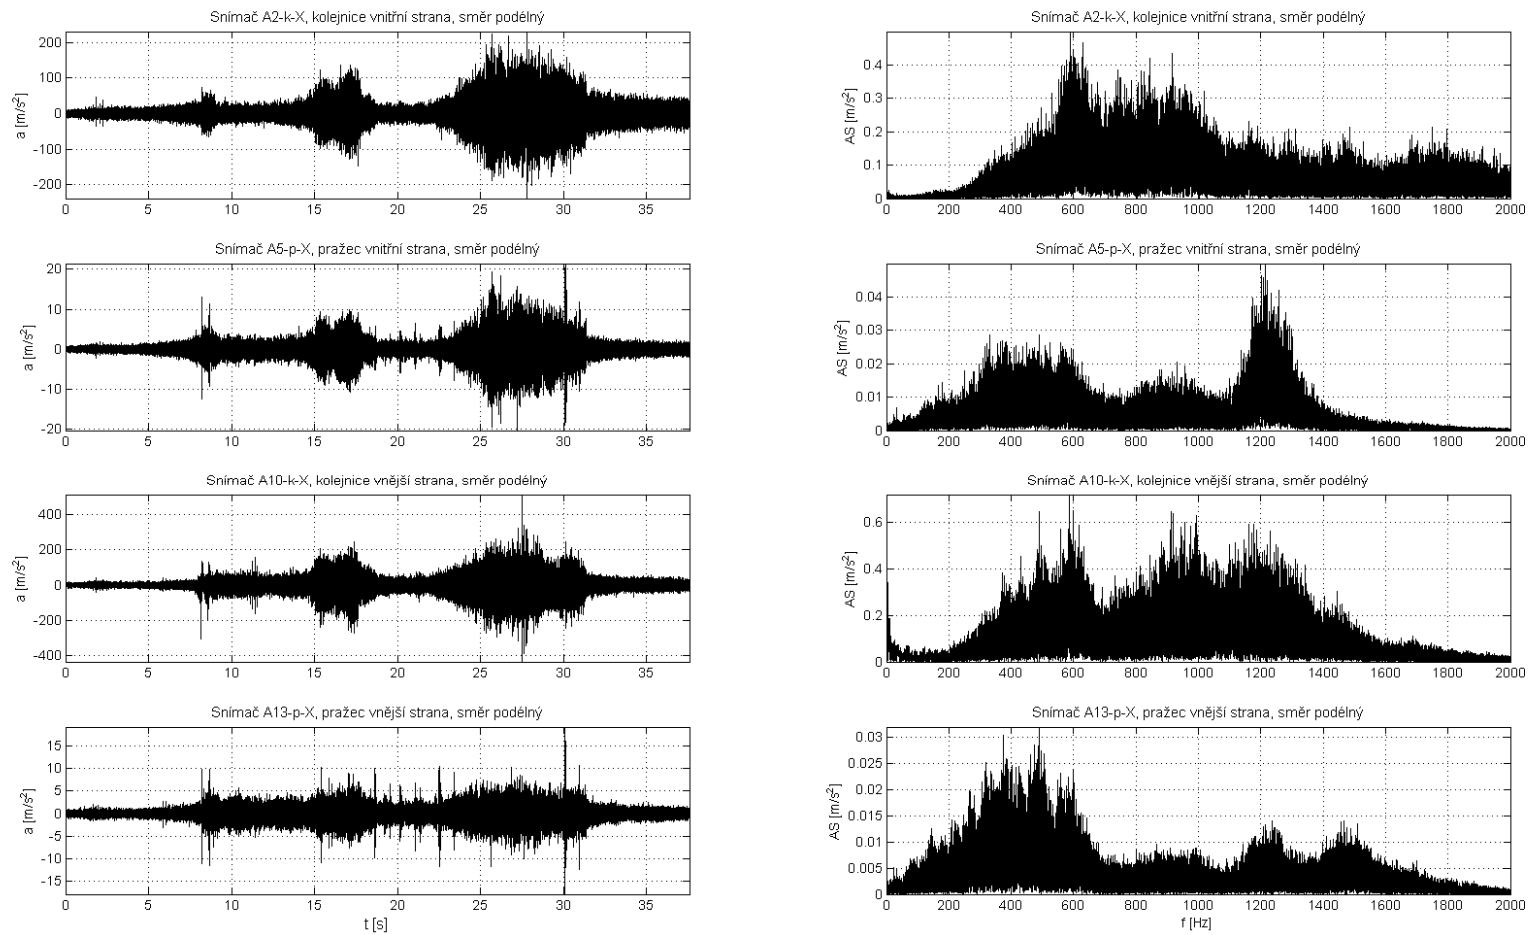 Snímač A2-k-X, kolejnice vnitřní strana, směr podélný
a [m/s²]
200
100
0
-100
-200
0 5 10 15 20 25 30 35
Snímač A2-k-X, kolejnice vnitřní strana, směr podélný
AS [m/s²]
0.4
0.3
0.2
0.1
0
0 200 400 600 800 1000 1200 1400 1600 1800 2000
Snímač A5-p-X, pražec vnitřní strana, směr podélný
a [m/s²]
20
10
0
-10
-20
0 5 10 15 20 25 30 35
Snímač A5-p-X, pražec vnitřní strana, směr podélný
AS [m/s²]
0.04
0.03
0.02
0.01
0
0 200 400 600 800 1000 1200 1400 1600 1800 2000
Snímač A10-k-X, kolejnice vnější strana, směr podélný
a [m/s²]
400
200
0
-200
-400
0 5 10 15 20 25 30 35
Snímač A10-k-X, kolejnice vnější strana, směr podélný
AS [m/s²]
0.6
0.4
0.2
0
0 200 400 600 800 1000 1200 1400 1600 1800 2000
Snímač A13-p-X, pražec vnější strana, směr podélný
a [m/s²]
15
10
5
0
-5
-10
-15
0 5 10 15 20 25 30 35
t [s]
Snímač A13-p-X, pražec vnější strana, směr podélný
AS [m/s²]
0.03
0.025
0.02
0.015
0.01
0.005
0
0 200 400 600 800 1000 1200 1400 1600 1800 2000
f [Hz]